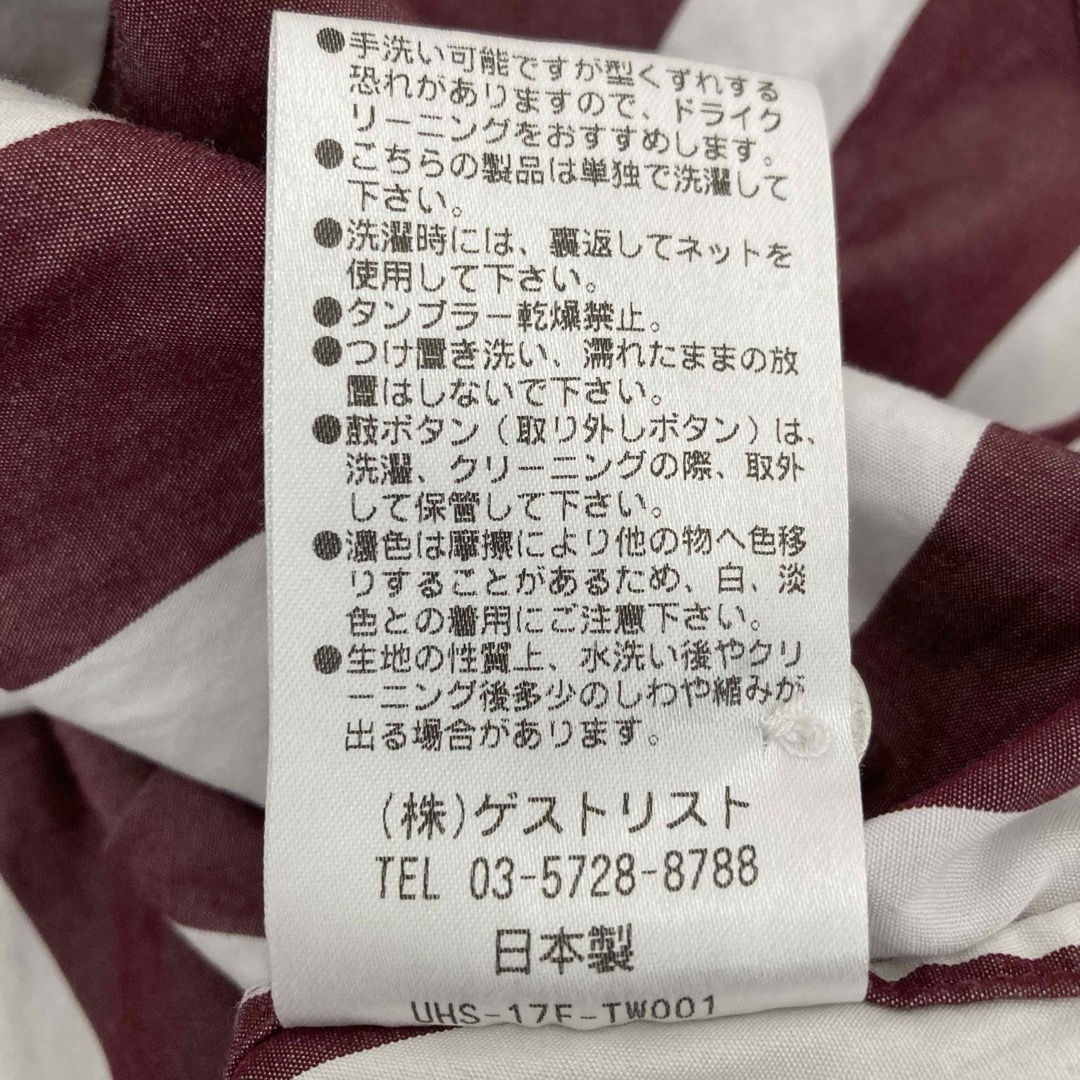 ●手洗い可能ですが型くずれする
恐れがありますので、ドライク
リーニングをおすすめします。
●こちらの製品は単独で洗濯して
下さい。
●洗濯時には、裏返してネットを
使用して下さい。
●タンブラー乾燥禁止。
●つけ置き洗い、濡れたままの放
置はしないで下さい。
●鼓ボタン(取り外しボタン)は、
洗濯、クリーニングの際、取外
して保管して下さい。
●濃色は摩擦により他の物へ色移
りすることがあるため、白、淡
色との着用にご注意下さい。
●生地の性質上、水洗い後やクリ
ーニング後多少のしわや縮みが
出る場合があります。
(株)ゲストリスト
TEL 03-5728-8788
日本製
UHS-17F-TW001